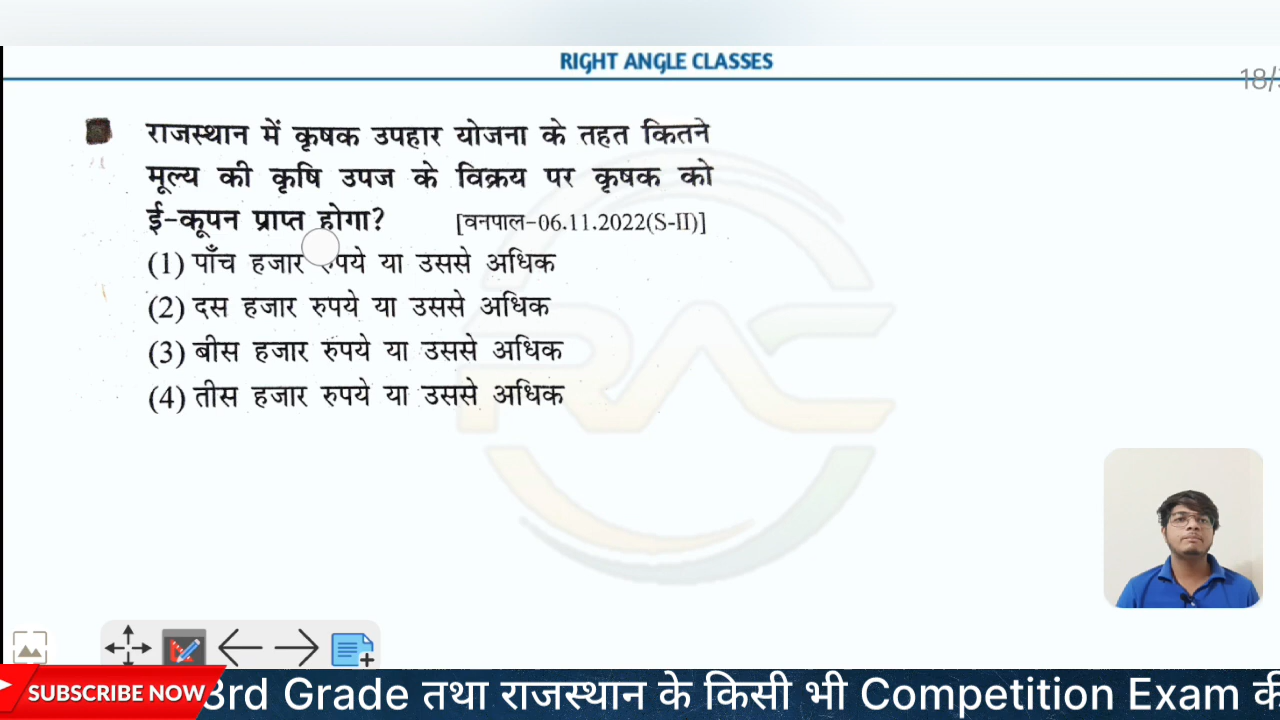 RIGHT ANGLE CLASSES
18/
राजस्थान में कृषक उपहार योजना के तहत कितने
मूल्य की कृषि उपज के विक्रय पर कृषक को
ई-कूपन प्राप्त होगा? [वनपाल-06.11.2022(S-II)]
(1) पाँच हजार रुपये या उससे अधिक
(2) दस हजार रुपये या उससे अधिक
(3) बीस हजार रुपये या उससे अधिक
(4) तीस हजार रुपये या उससे अधिक
RAC
SUBSCRIBE NOW
3rd Grade तथा राजस्थान के किसी भी Competition Exam की